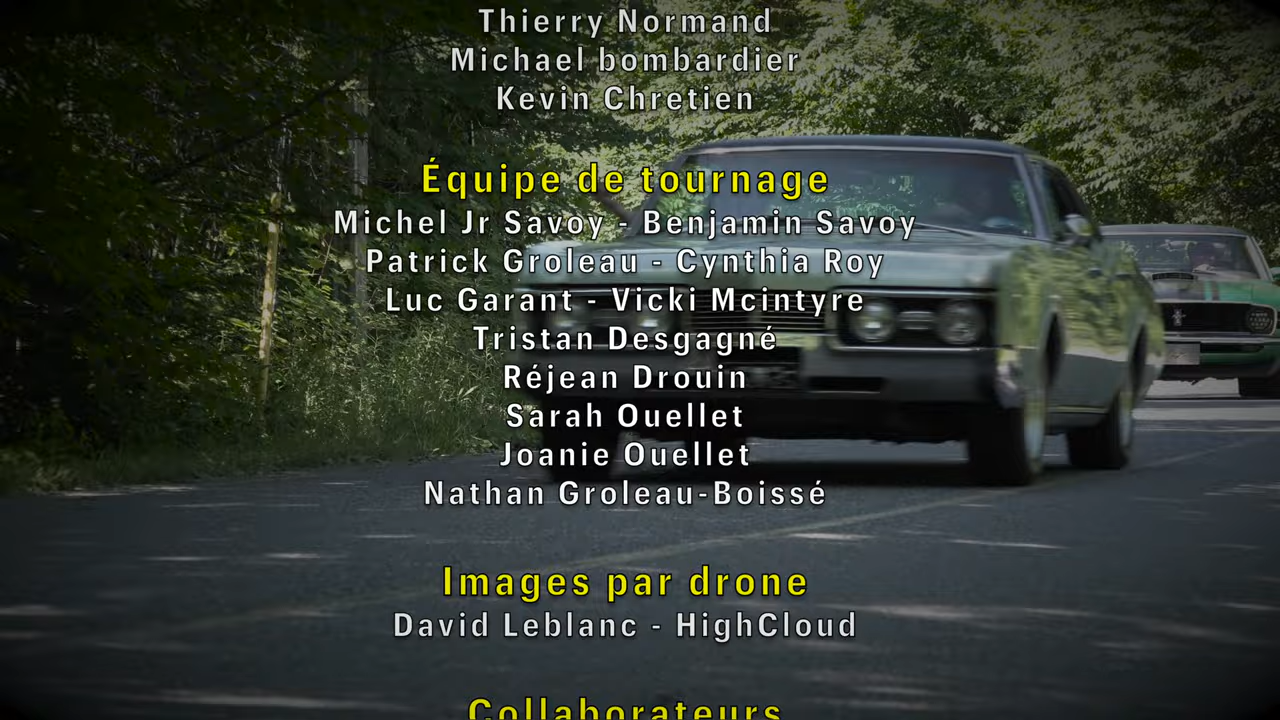 Thierry Normand
Michael bombardier
Kevin Chretien
Équipe de tournage
Michel Jr Savoy - Benjamin Savoy
Patrick Groleau - Cynthia Roy
Luc Garant - Vicki Mcintyre
Tristan Desgagné
Réjean Drouin
Sarah Ouellet
Joanie Ouellet
Nathan Groleau-Boissé
Images par drone
David Leblanc - HighCloud
Collaborateurs